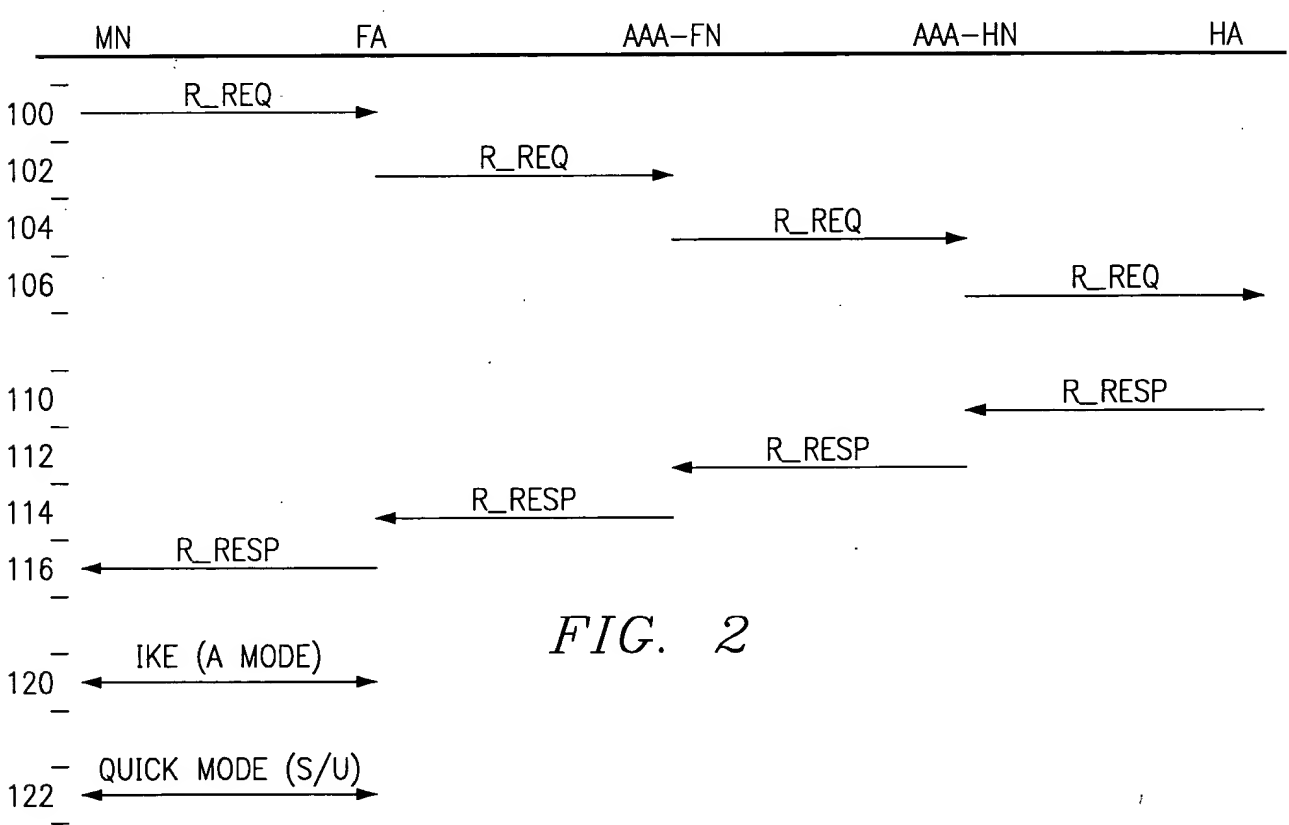 MN FA AAA-FN AAA-HN HA
100 R_REQ
102 R_REQ
104 R_REQ
106 R_REQ
110 R_RESP
112 R_RESP
114 R_RESP
116 R_RESP
FIG. 2
120 IKE (A MODE)
122 QUICK MODE (S/U)